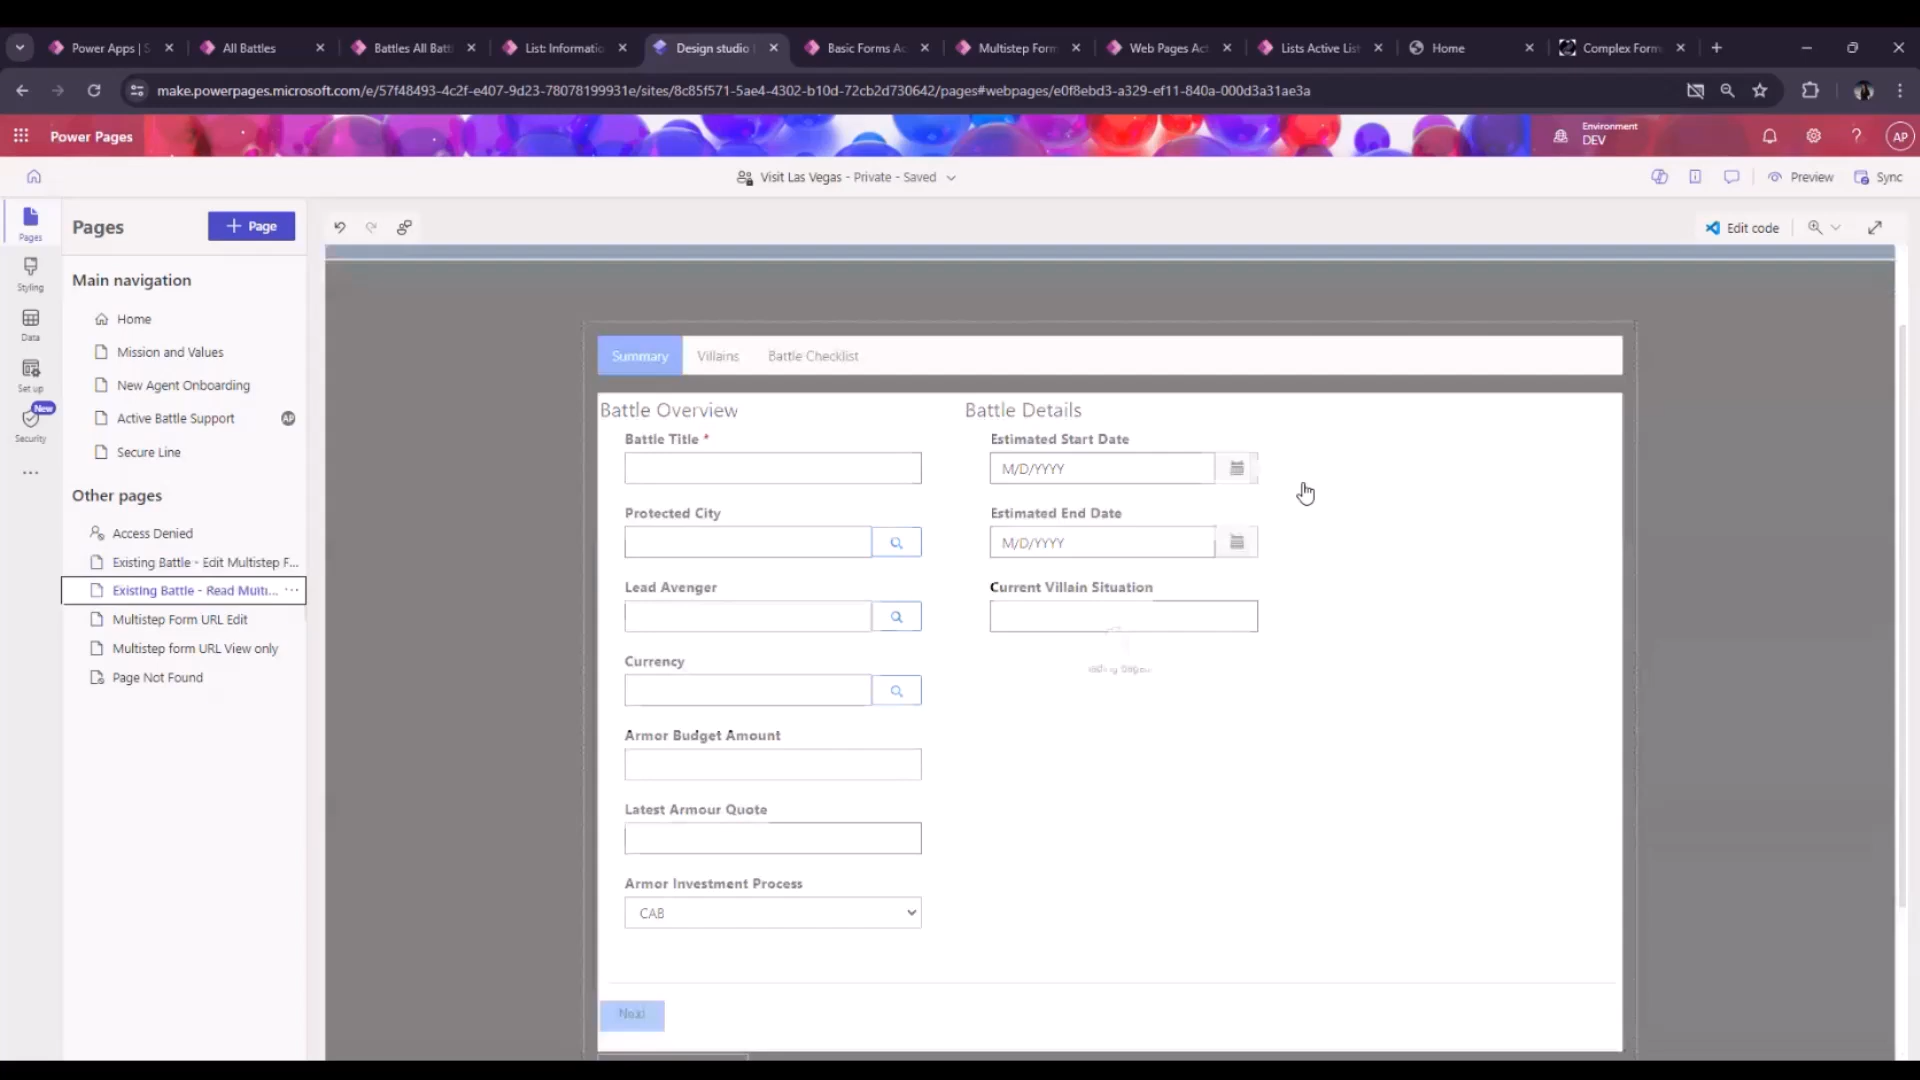 Power Apps | S
All Battles
Battles All Batt
List: Informatio
Design studio
Basic Forms Ac
Multistep Form
Web Pages Act
Lists Active List
Home
Complex Form
make.powerpages.microsoft.com/e/57f48493-4c2f-e407-9d23-78078199931e/sites/8c85f571-5ae4-4302-b10d-72cb2d730642/pages#webpages/e0f8ebd3-a329-ef11-840a-000d3a31ae3a
Power Pages
Environment
DEV
AP
Visit Las Vegas - Private - Saved
Preview
Sync
Pages
Styling
Data
Set up
New
Security
Pages
+ Page
Main navigation
Home
Mission and Values
New Agent Onboarding
Active Battle Support
AP
Secure Line
Other pages
Access Denied
Existing Battle - Edit Multistep F...
Existing Battle - Read Multi... ...
Multistep Form URL Edit
Multistep form URL View only
Page Not Found
Edit code
Summary
Villains
Battle Checklist
Battle Overview
Battle Title *
Protected City
Lead Avenger
Currency
Armor Budget Amount
Latest Armour Quote
Armor Investment Process
CAB
Battle Details
Estimated Start Date
M/D/YYYY
Estimated End Date
M/D/YYYY
Current Villain Situation
Next